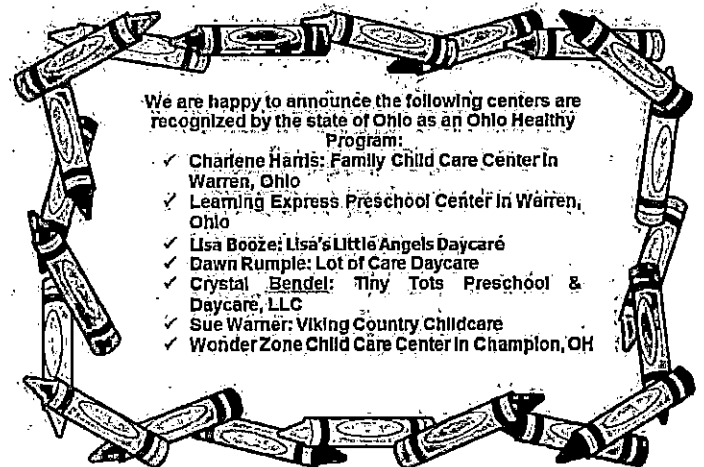 We are happy to announce the following centers are
recognized by the state of Ohio as an Ohio Healthy
Program:
✓ Charlene Harris: Family Child Care Center in
Warren, Ohio
✓ Learning Express Preschool Center in Warren,
Ohio
✓ Lisa Booze: Lisa's Little Angels Daycare
✓ Dawn Rumple: Lot of Care Daycare
✓ Crystal Bendel: Tiny Tots Preschool &
Daycare, LLC
✓ Sue Warner: Viking Country Childcare
✓ Wonder Zone Child Care Center in Champion, OH